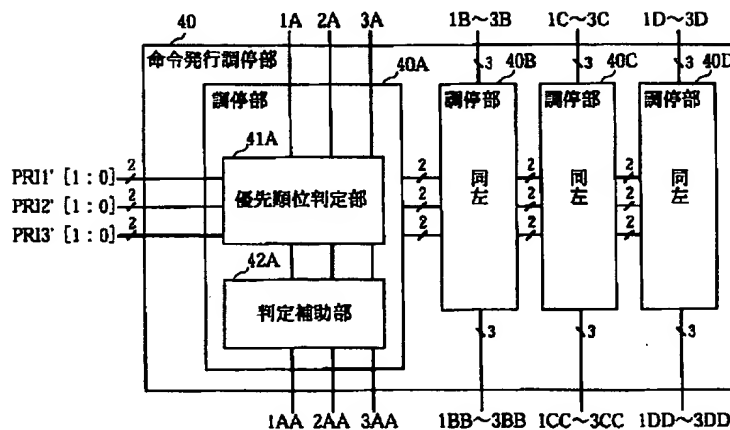 40
1A 2A 3A 1B～3B 1C～3C 1D～3D
命令発行調停部
40A 3 40B 3 40C 3 40D
調停部 調停部 調停部 調停部
41A
PRI1' [1:0] 2
PRI2' [1:0] 2
PRI3' [1:0] 2
優先順位判定部
2 2 2
2 2 2
2 2 2
同左 同左 同左
42A
判定補助部
3 3 3
1AA 2AA 3AA 1BB～3BB 1CC～3CC 1DD～3DD